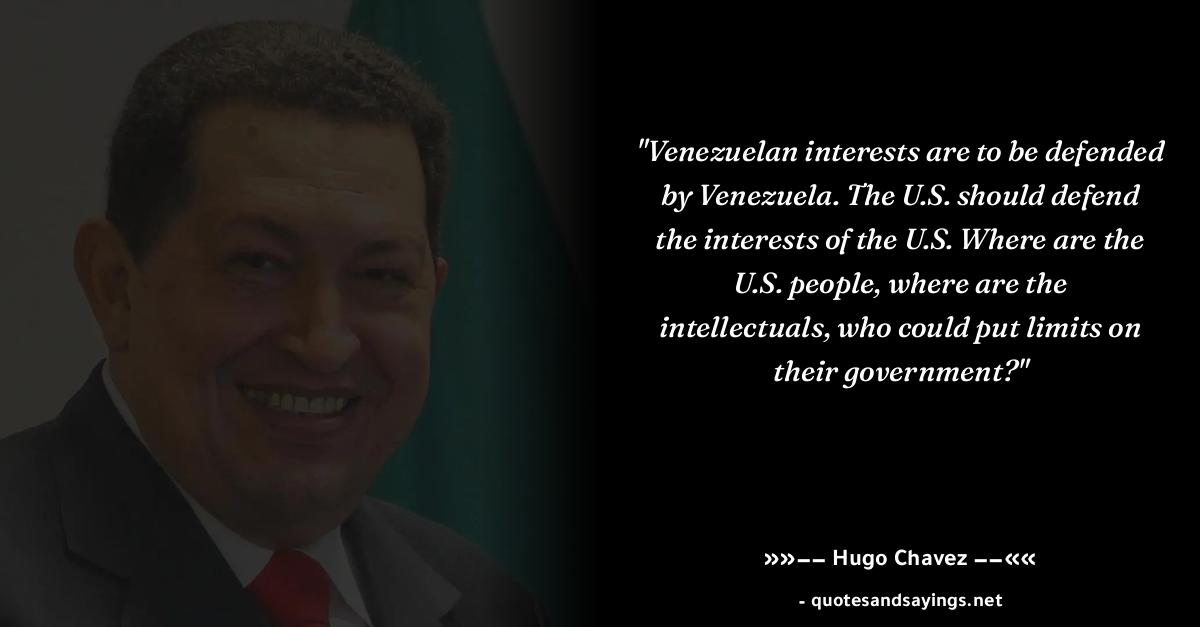 "Venezuelan interests are to be defended
by Venezuela. The U.S. should defend
the interests of the U.S. Where are the
U.S. people, where are the
intellectuals, who could put limits on
their government?"
»»–– Hugo Chavez ––««
- quotesandsayings.net